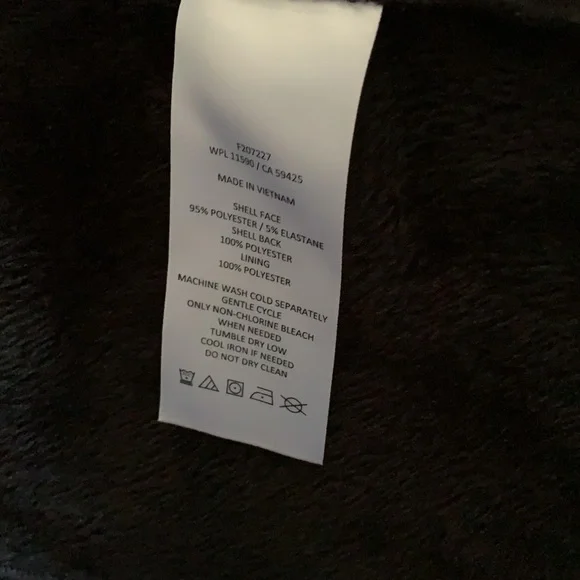 F207227
WPL 11590 / CA 59425
MADE IN VIETNAM
SHELL FACE
95% POLYESTER / 5% ELASTANE
SHELL BACK
100% POLYESTER
LINING
100% POLYESTER
MACHINE WASH COLD SEPARATELY
GENTLE CYCLE
ONLY NON-CHLORINE BLEACH
WHEN NEEDED
TUMBLE DRY LOW
COOL IRON IF NEEDED
DO NOT DRY CLEAN